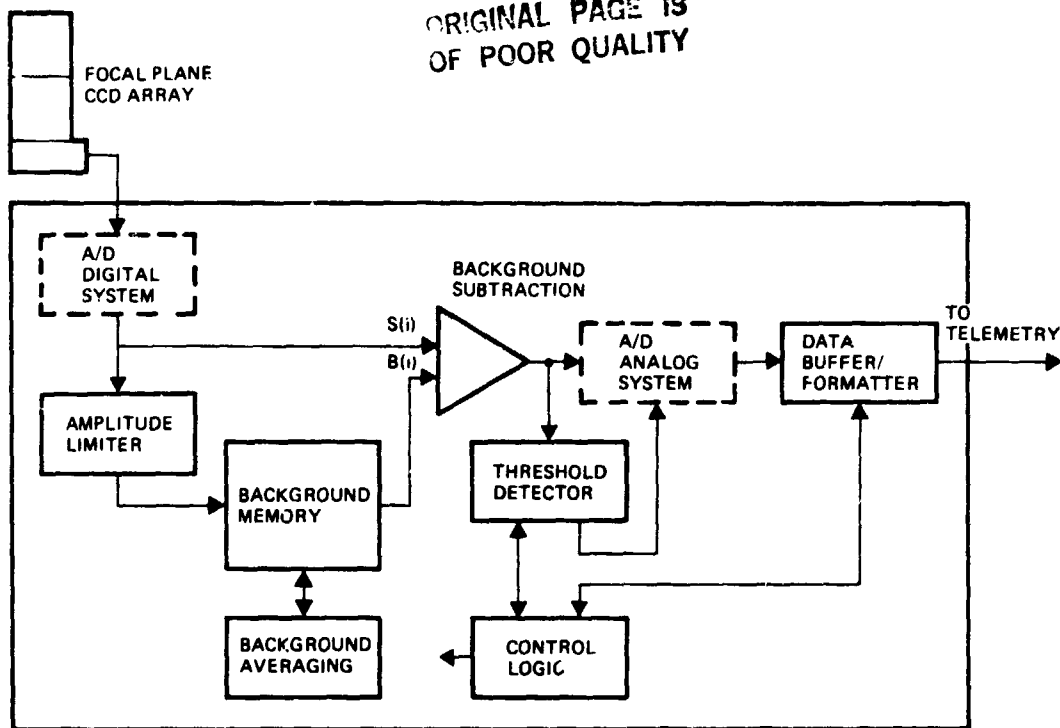 ORIGINAL PAGE IS
OF POOR QUALITY
FOCAL PLANE
CCD ARRAY
A/D
DIGITAL
SYSTEM
BACKGROUND
SUBTRACTION
S(i)
B(i)
A/D
ANALOG
SYSTEM
DATA
BUFFER/
FORMATTER
TO
TELEMETRY
AMPLITUDE
LIMITER
BACKGROUND
MEMORY
THRESHOLD
DETECTOR
BACKGROUND
AVERAGING
CONTROL
LOGIC